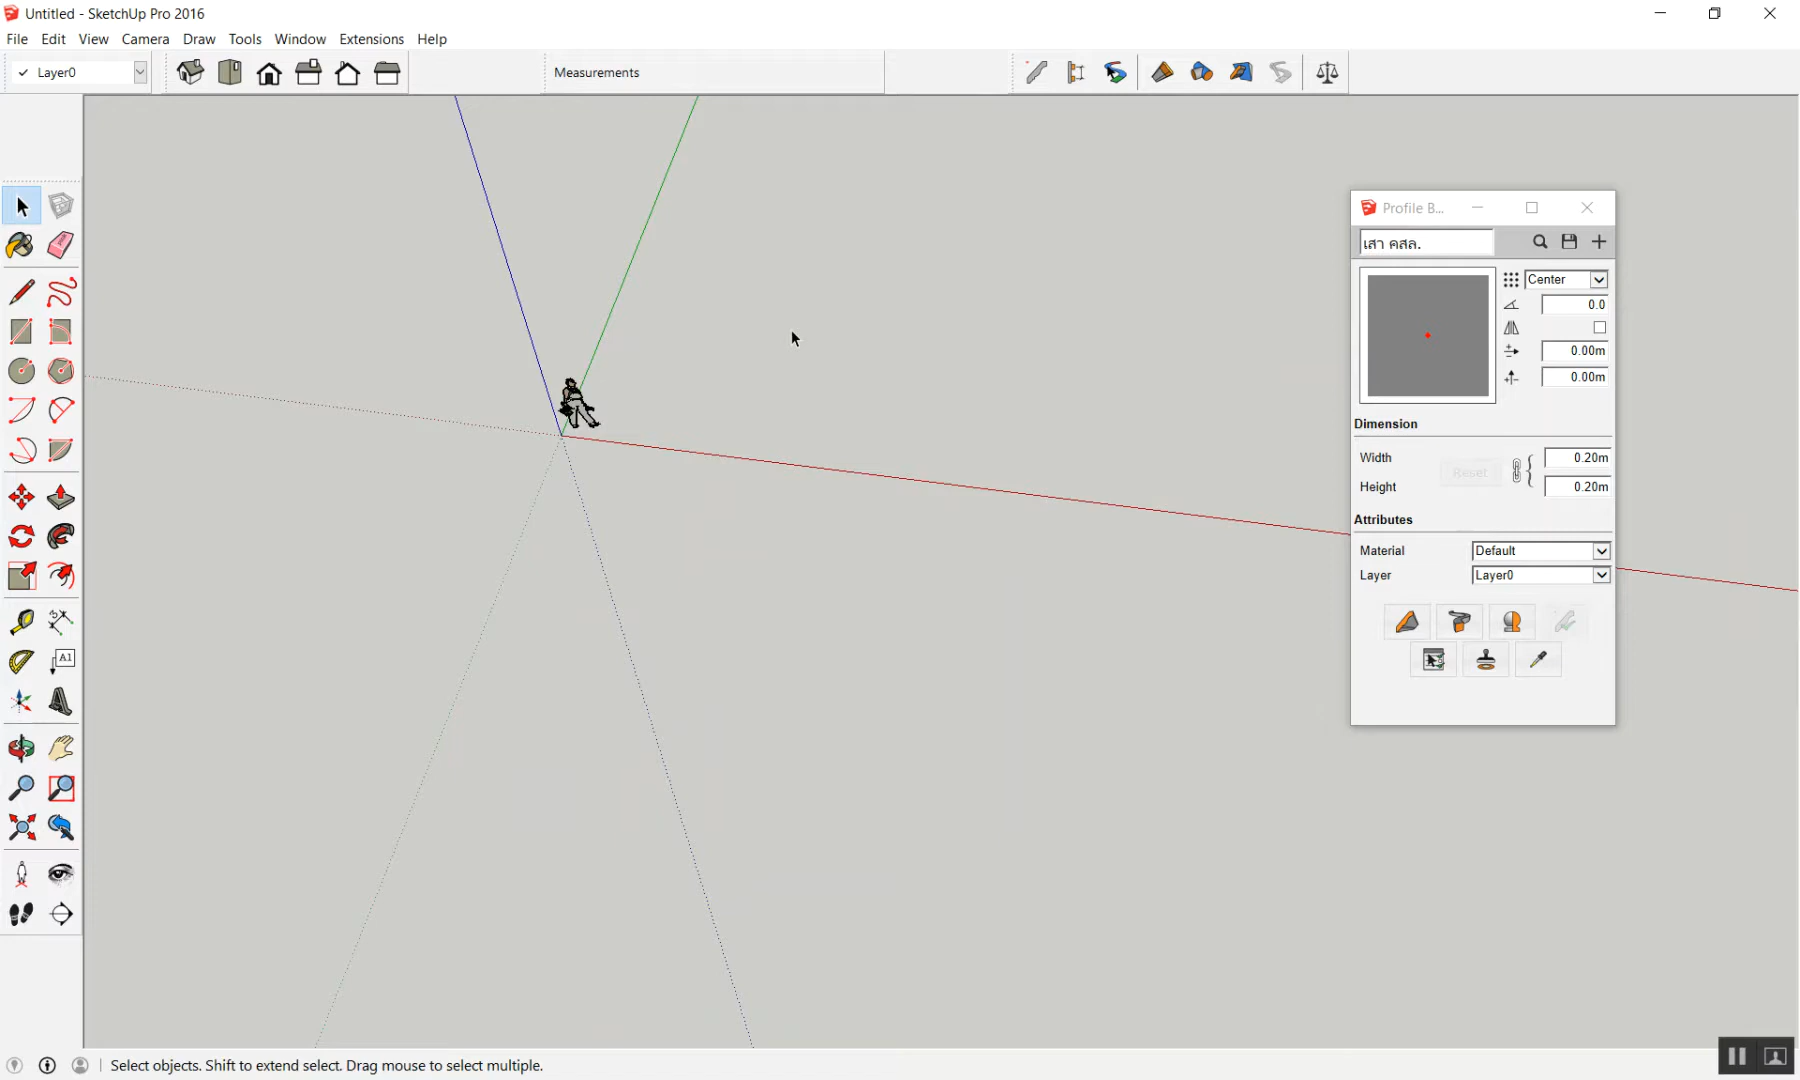 Untitled - SketchUp Pro 2016
File Edit View Camera Draw Tools Window Extensions Help
Layer0
Measurements
Profile B...
เสา คสล.
Center
0.0
0.00m
0.00m
Dimension
Width 0.20m
Reset
Height 0.20m
Attributes
Material Default
Layer Layer0
A1
Select objects. Shift to extend select. Drag mouse to select multiple.